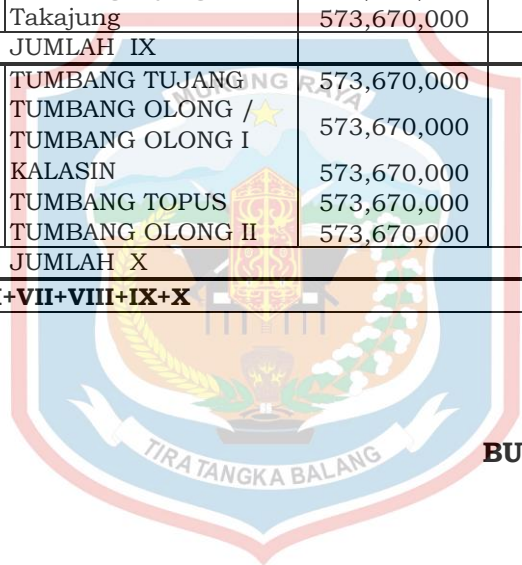 Takajung 573,670,000
JUMLAH IX
TUMBANG TUJANG 573,670,000
TUMBANG OLONG /
TUMBANG OLONG I 573,670,000
KALASIN 573,670,000
TUMBANG TOPUS 573,670,000
TUMBANG OLONG II 573,670,000
JUMLAH X
+VII+VIII+IX+X
MURUNG RAYA
TIRA TANGKA BALANG
BU